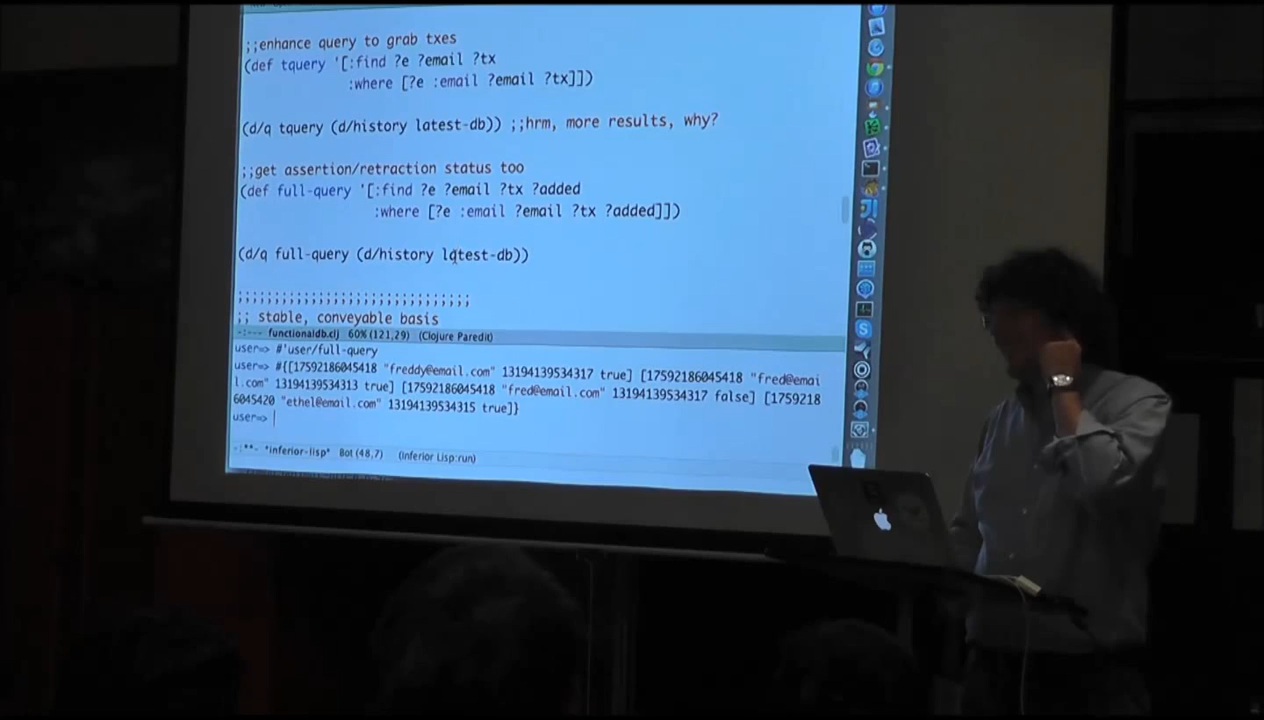 ;;enhance query to grab txes
(def tquery '[:find ?e ?email ?tx
:where [?e :email ?email ?tx]])
(d/q tquery (d/history latest-db)) ;;hrm, more results, why?
;;get assertion/retraction status too
(def full-query '[:find ?e ?email ?tx ?added
:where [?e :email ?email ?tx ?added]])
(d/q full-query (d/history latest-db))
;;;;;;;;;;;;;;;;;;;;;;;;;;;;;;
;; stable, conveyable basis
-:--- functionaldb.clj 60% (121,29) (Clojure Paredit)
user=> #'user/full-query
user=> #{[17592186045418 "freddy@email.com" 13194139534317 true] [17592186045418 "fred@emai
l.com" 13194139534313 true] [17592186045418 "fred@email.com" 13194139534317 false] [1759218
6045420 "ethel@email.com" 13194139534315 true]}
user=>
-:**- *inferior-lisp* Bot (48,7) (Inferior Lisp:run)